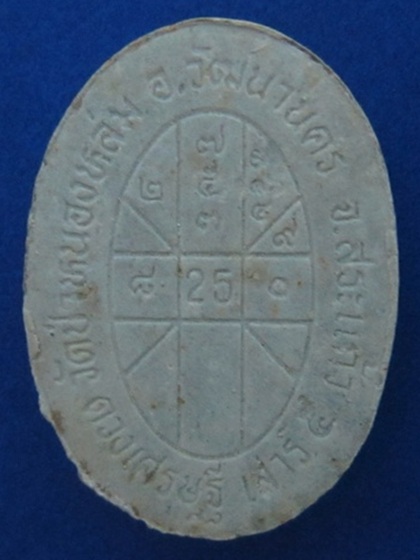 วัดป่าหนองหล่ม อ.วัฒนานคร จ.สระแก้ว
ดวงเศรษฐี เสาร์ ๕
๒
25
๐